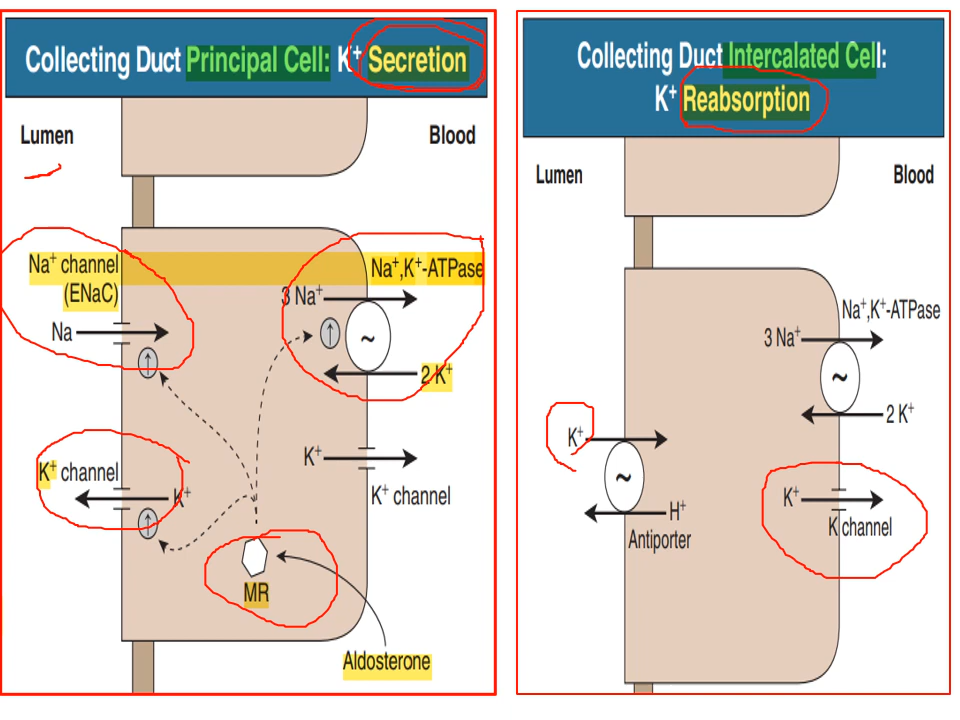 Collecting Duct Principal Cell: K⁺ Secretion
Lumen
Blood
Na⁺ channel
(ENaC)
Na
Na⁺,K⁺-ATPase
3 Na⁺
~
2 K⁺
K⁺ channel
K⁺
K⁺
K⁺ channel
MR
Aldosterone
Collecting Duct Intercalated Cell:
K⁺ Reabsorption
Lumen
Blood
Na⁺,K⁺-ATPase
3 Na⁺
~
2 K⁺
K⁺
~
H⁺
Antiporter
K⁺
K channel